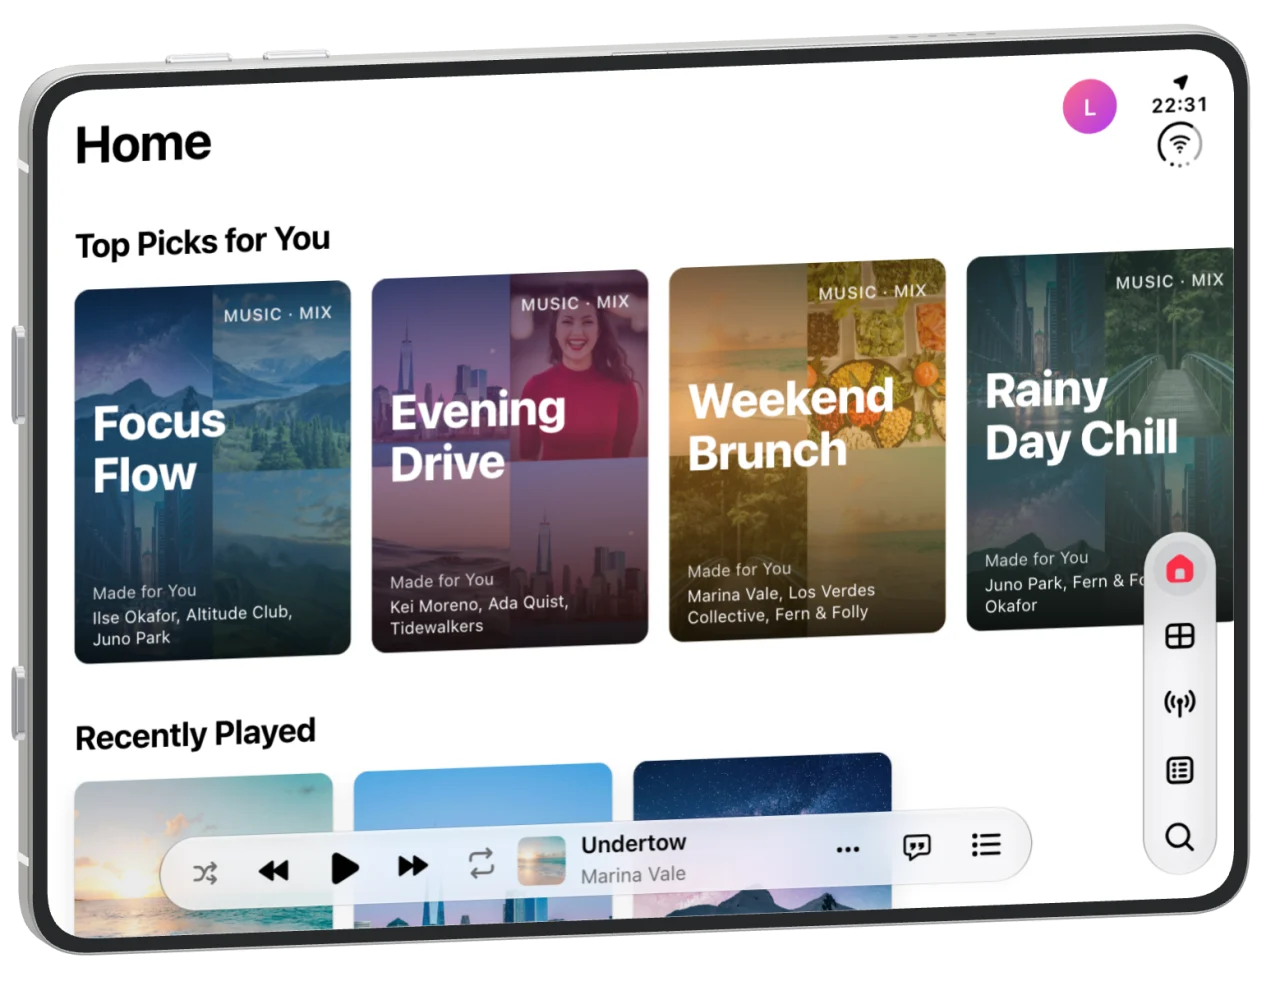 Home
L
22:31
Top Picks for You
MUSIC · MIX
Focus
Flow
Made for You
Ilse Okafor, Altitude Club,
Juno Park
MUSIC · MIX
Evening
Drive
Made for You
Kei Moreno, Ada Quist,
Tidewalkers
MUSIC · MIX
Weekend
Brunch
Made for You
Marina Vale, Los Verdes
Collective, Fern & Folly
MUSIC · MIX
Rainy
Day Chill
Made for You
Juno Park, Fern & Fo
Okafor
Recently Played
Undertow
Marina Vale